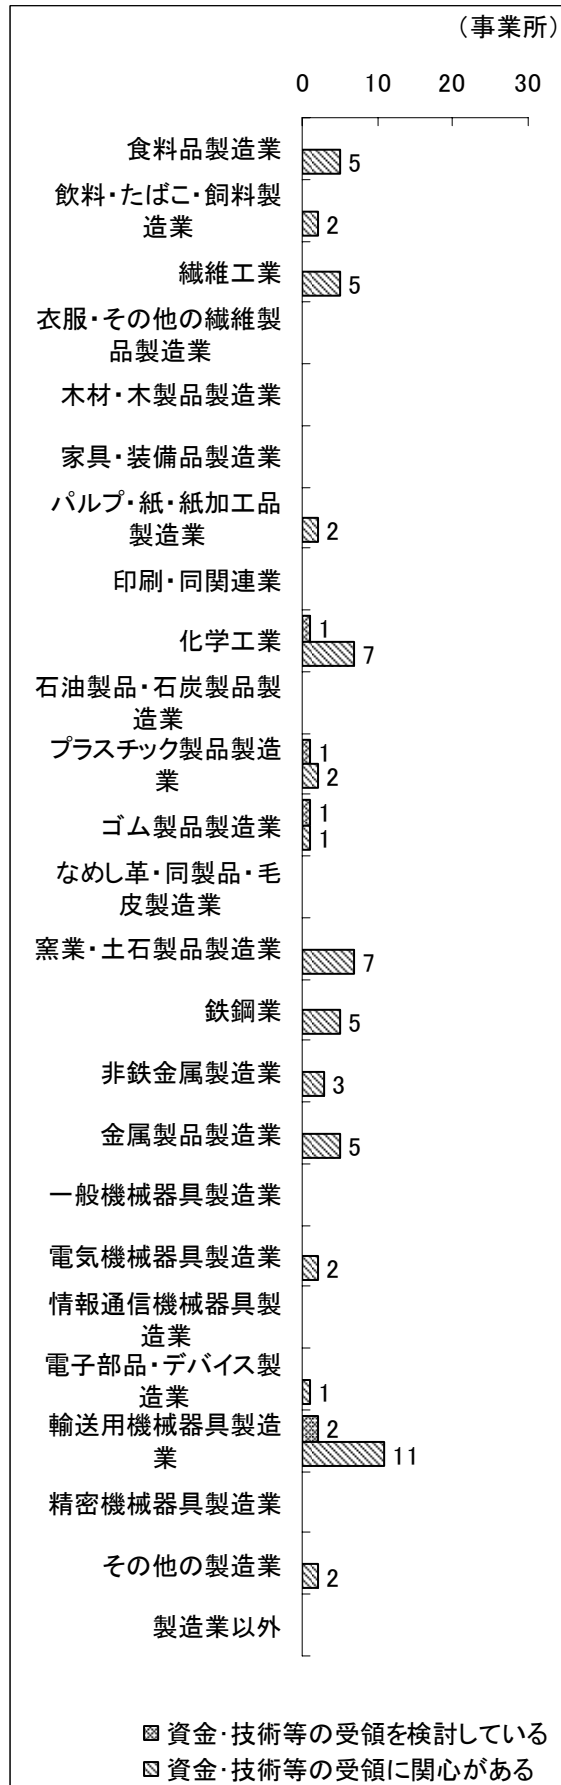 （事業所）
0 10 20 30
食料品製造業
5
飲料・たばこ・飼料製
造業
2
繊維工業
5
衣服・その他の繊維製
品製造業
木材・木製品製造業
家具・装備品製造業
パルプ・紙・紙加工品
製造業
2
印刷・同関連業
化学工業
1
7
石油製品・石炭製品製
造業
プラスチック製品製造
業
1
2
ゴム製品製造業
1
1
なめし革・同製品・毛
皮製造業
窯業・土石製品製造業
7
鉄鋼業
5
非鉄金属製造業
3
金属製品製造業
5
一般機械器具製造業
電気機械器具製造業
2
情報通信機械器具製
造業
電子部品・デバイス製
造業
1
輸送用機械器具製造
業
2
11
精密機械器具製造業
その他の製造業
2
製造業以外
資金・技術等の受領を検討している
資金・技術等の受領に関心がある